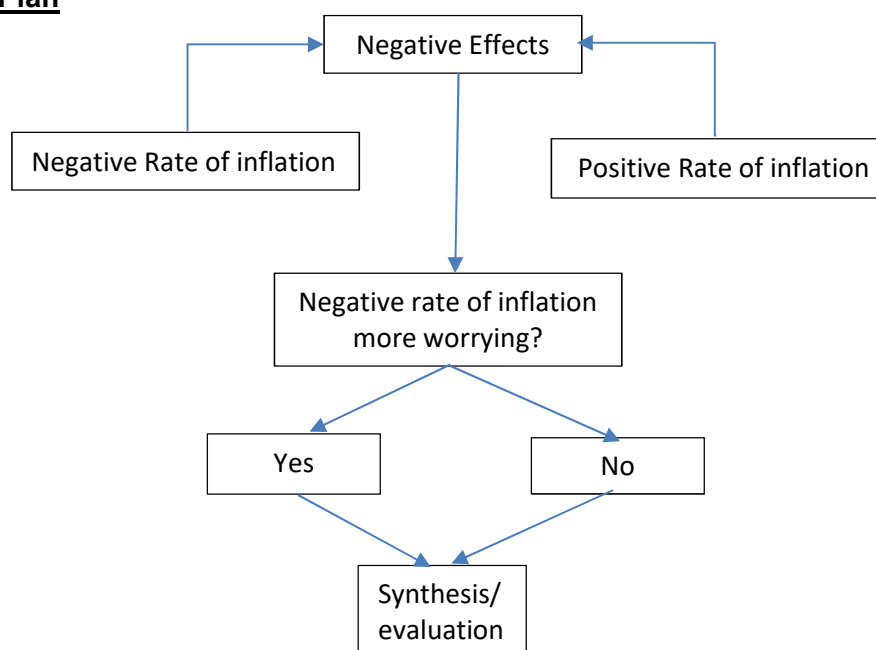 Plan
Negative Effects
Negative Rate of inflation
Positive Rate of inflation
Negative rate of inflation
more worrying?
Yes
No
Synthesis/
evaluation